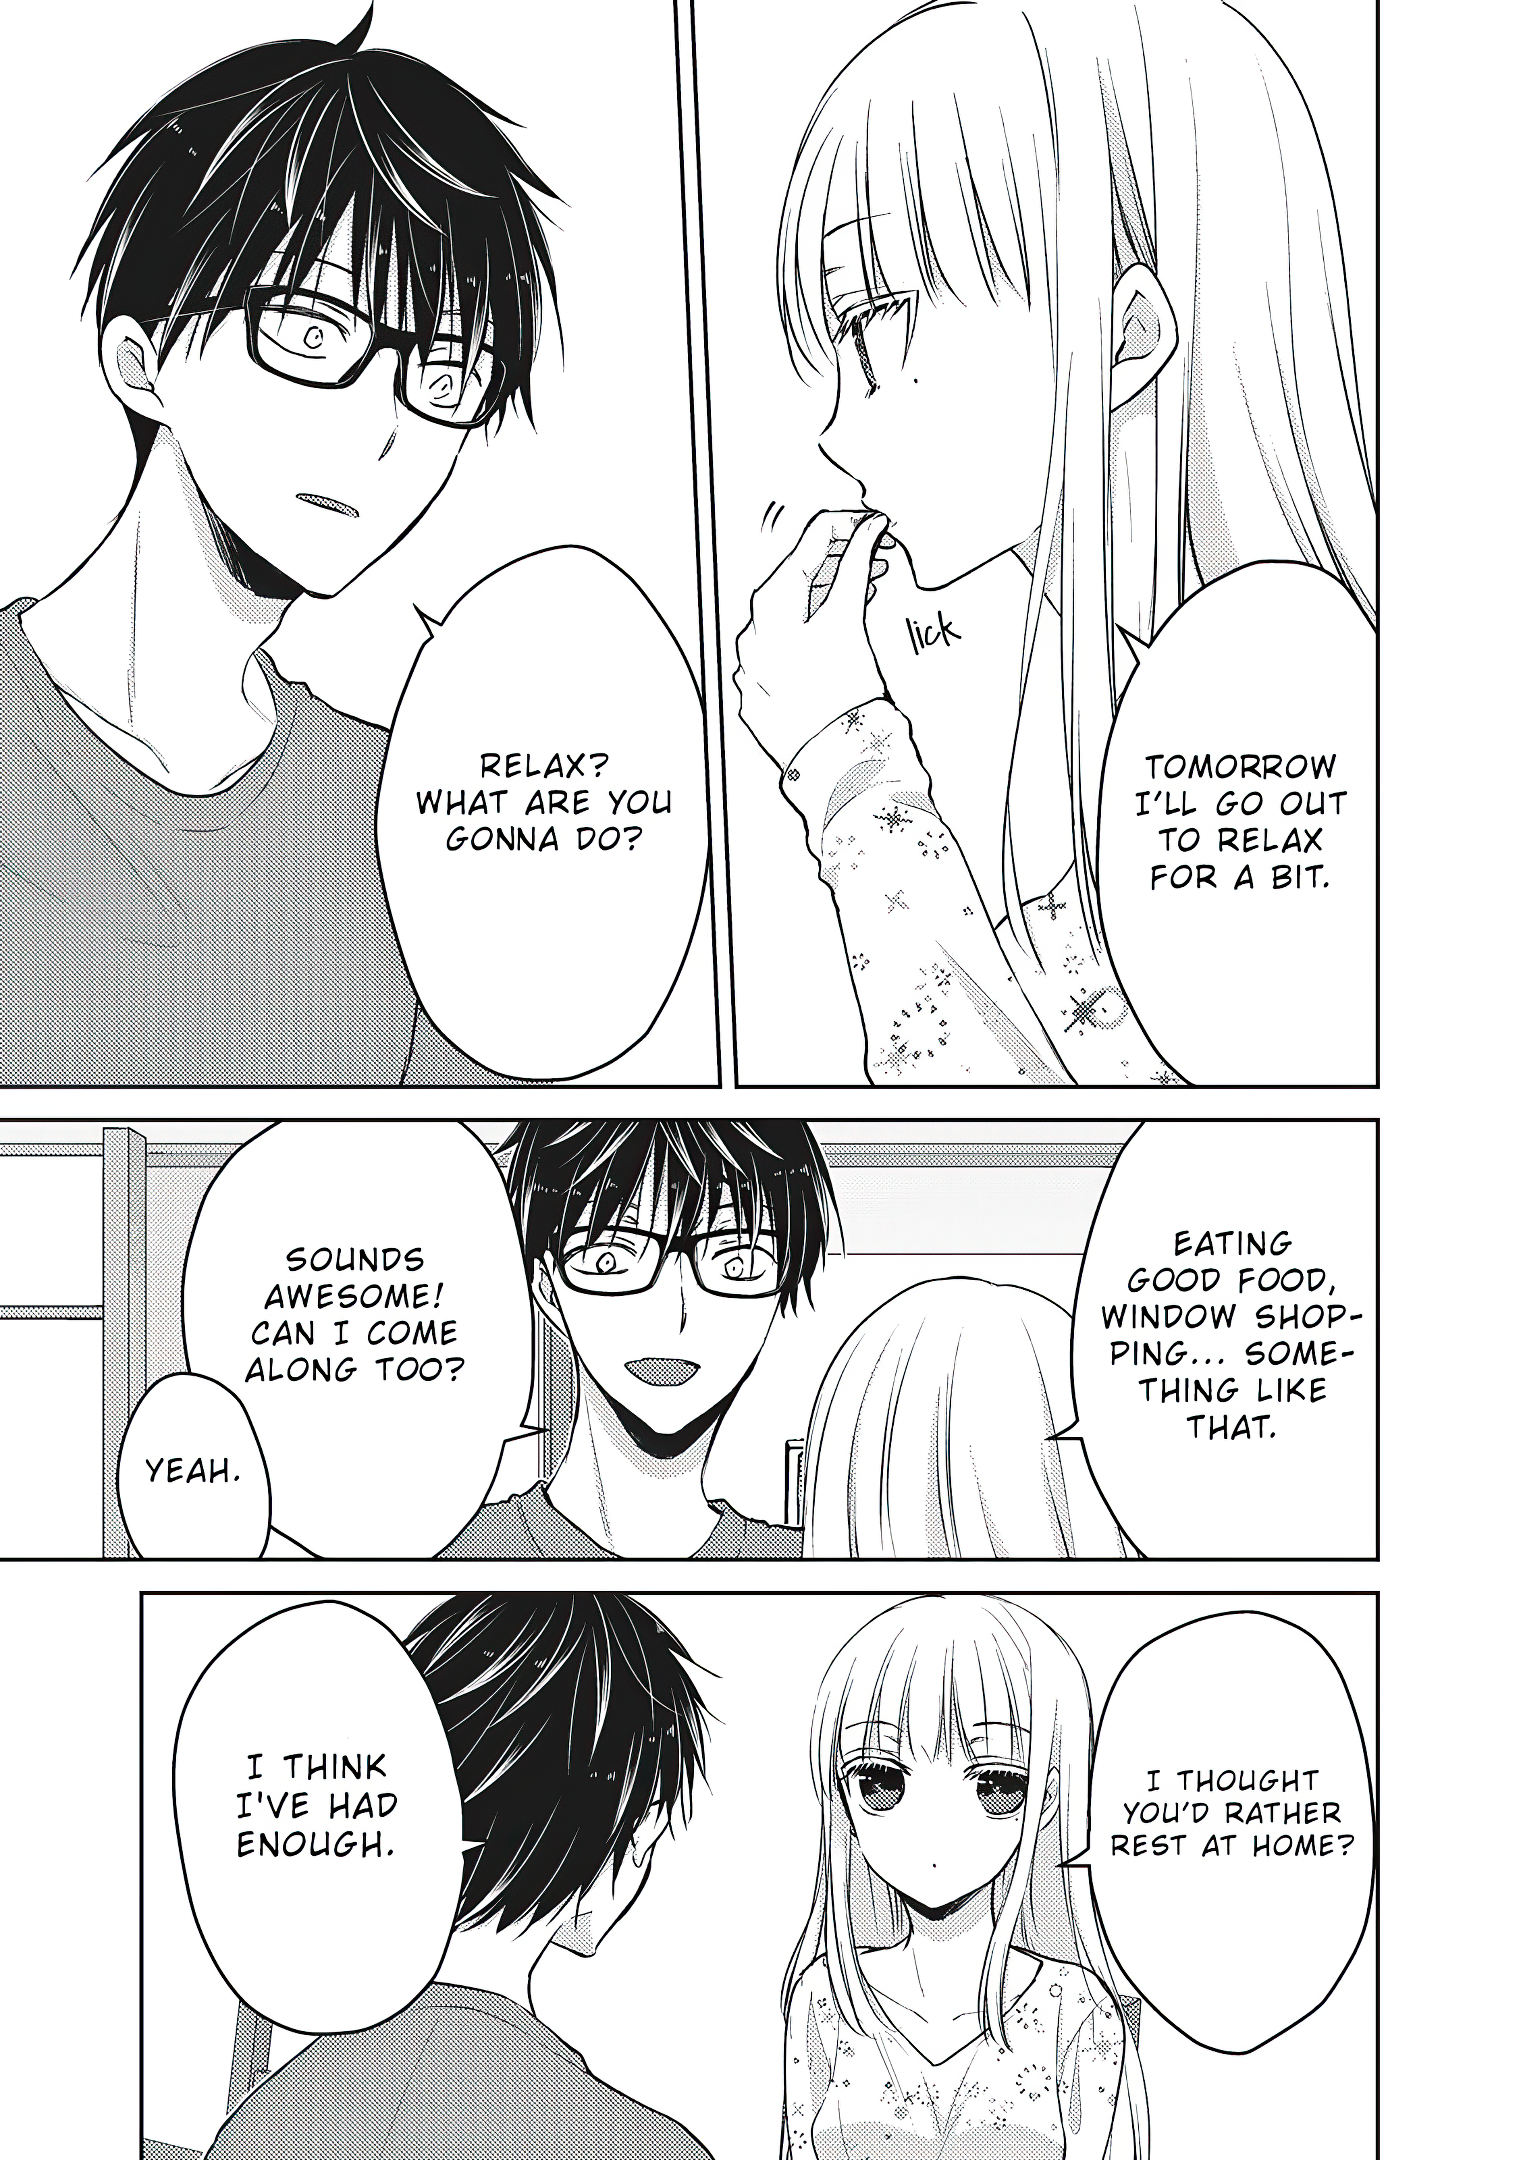 TOMORROW
I'LL GO OUT
TO RELAX
FOR A BIT.
lick
RELAX?
WHAT ARE YOU
GONNA DO?
EATING
GOOD FOOD,
WINDOW SHOP-
PING... SOME-
THING LIKE
THAT.
SOUNDS
AWESOME!
CAN I COME
ALONG TOO?
YEAH.
I THOUGHT
YOU'D RATHER
REST AT HOME?
I THINK
I'VE HAD
ENOUGH.